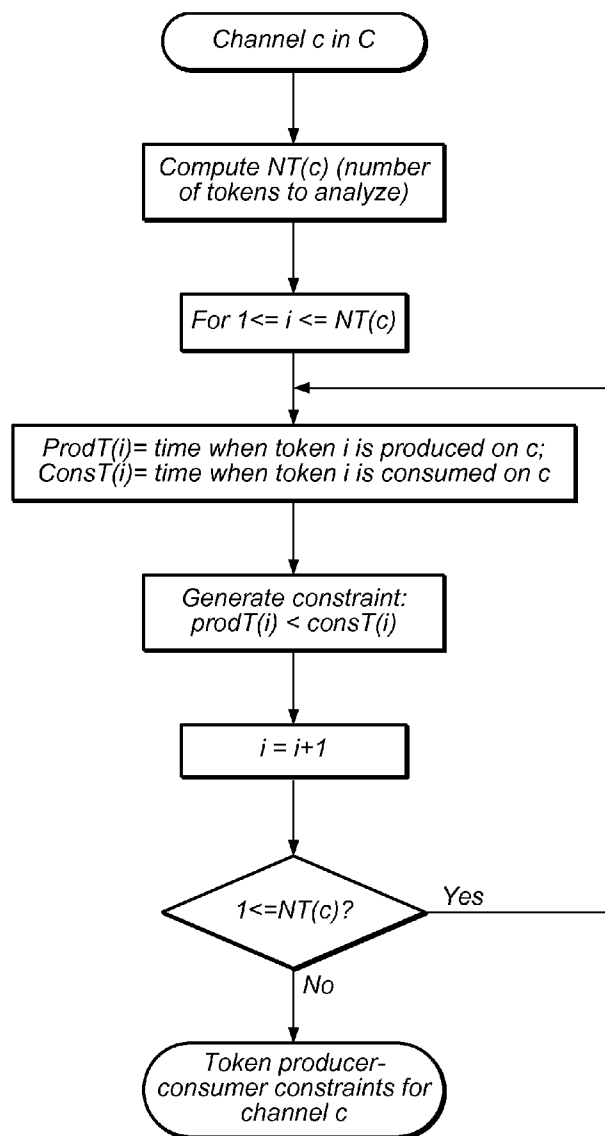 Channel c in C
Compute NT(c) (number
of tokens to analyze)
For 1<= i <= NT(c)
ProdT(i)= time when token i is produced on c;
ConsT(i)= time when token i is consumed on c
Generate constraint:
prodT(i) < consT(i)
i = i+1
1<=NT(c)?
Yes
No
Token producer-
consumer constraints for
channel c